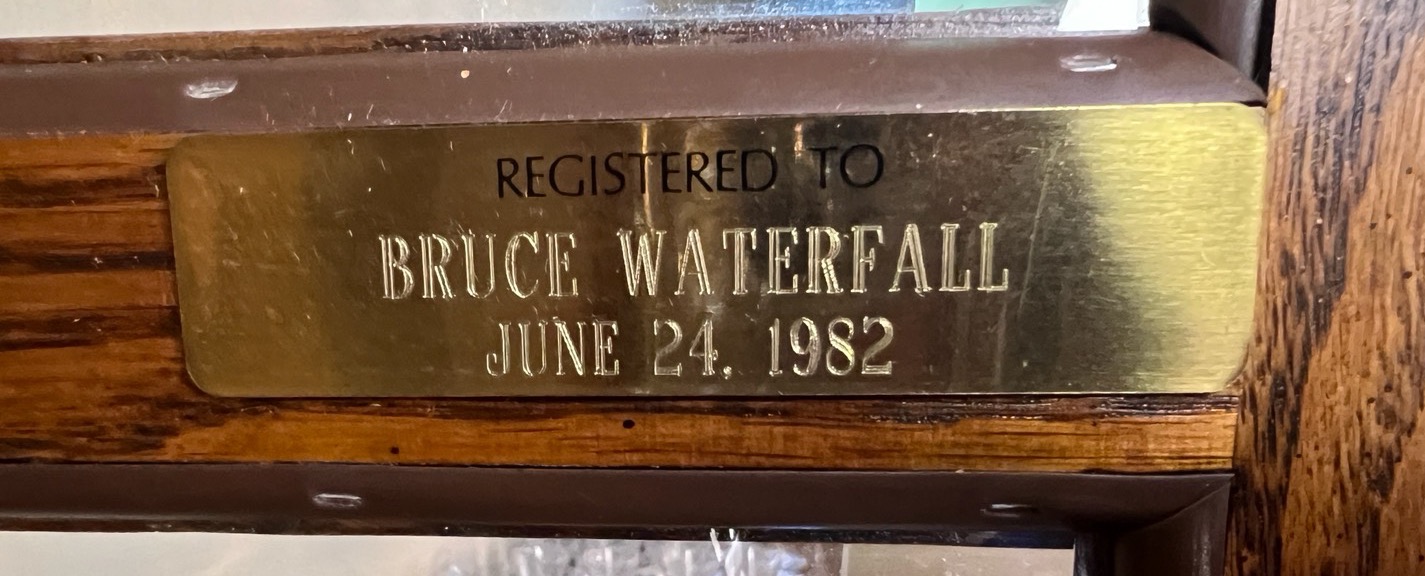 REGISTERED TO
BRUCE WATERFALL
JUNE 24, 1982